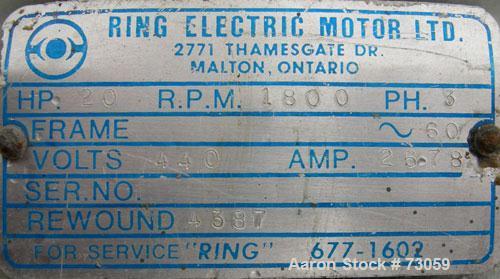 RING ELECTRIC MOTOR LTD.
2771 THAMESGATE DR.
MALTON, ONTARIO
HP. 20 R.P.M. 1800 PH. 3
FRAME ~ 60
VOLTS 440 AMP. 26.78
SER.NO.
REWOUND 4387
FOR SERVICE "RING" 677-1602
Aaron Stock # 73059